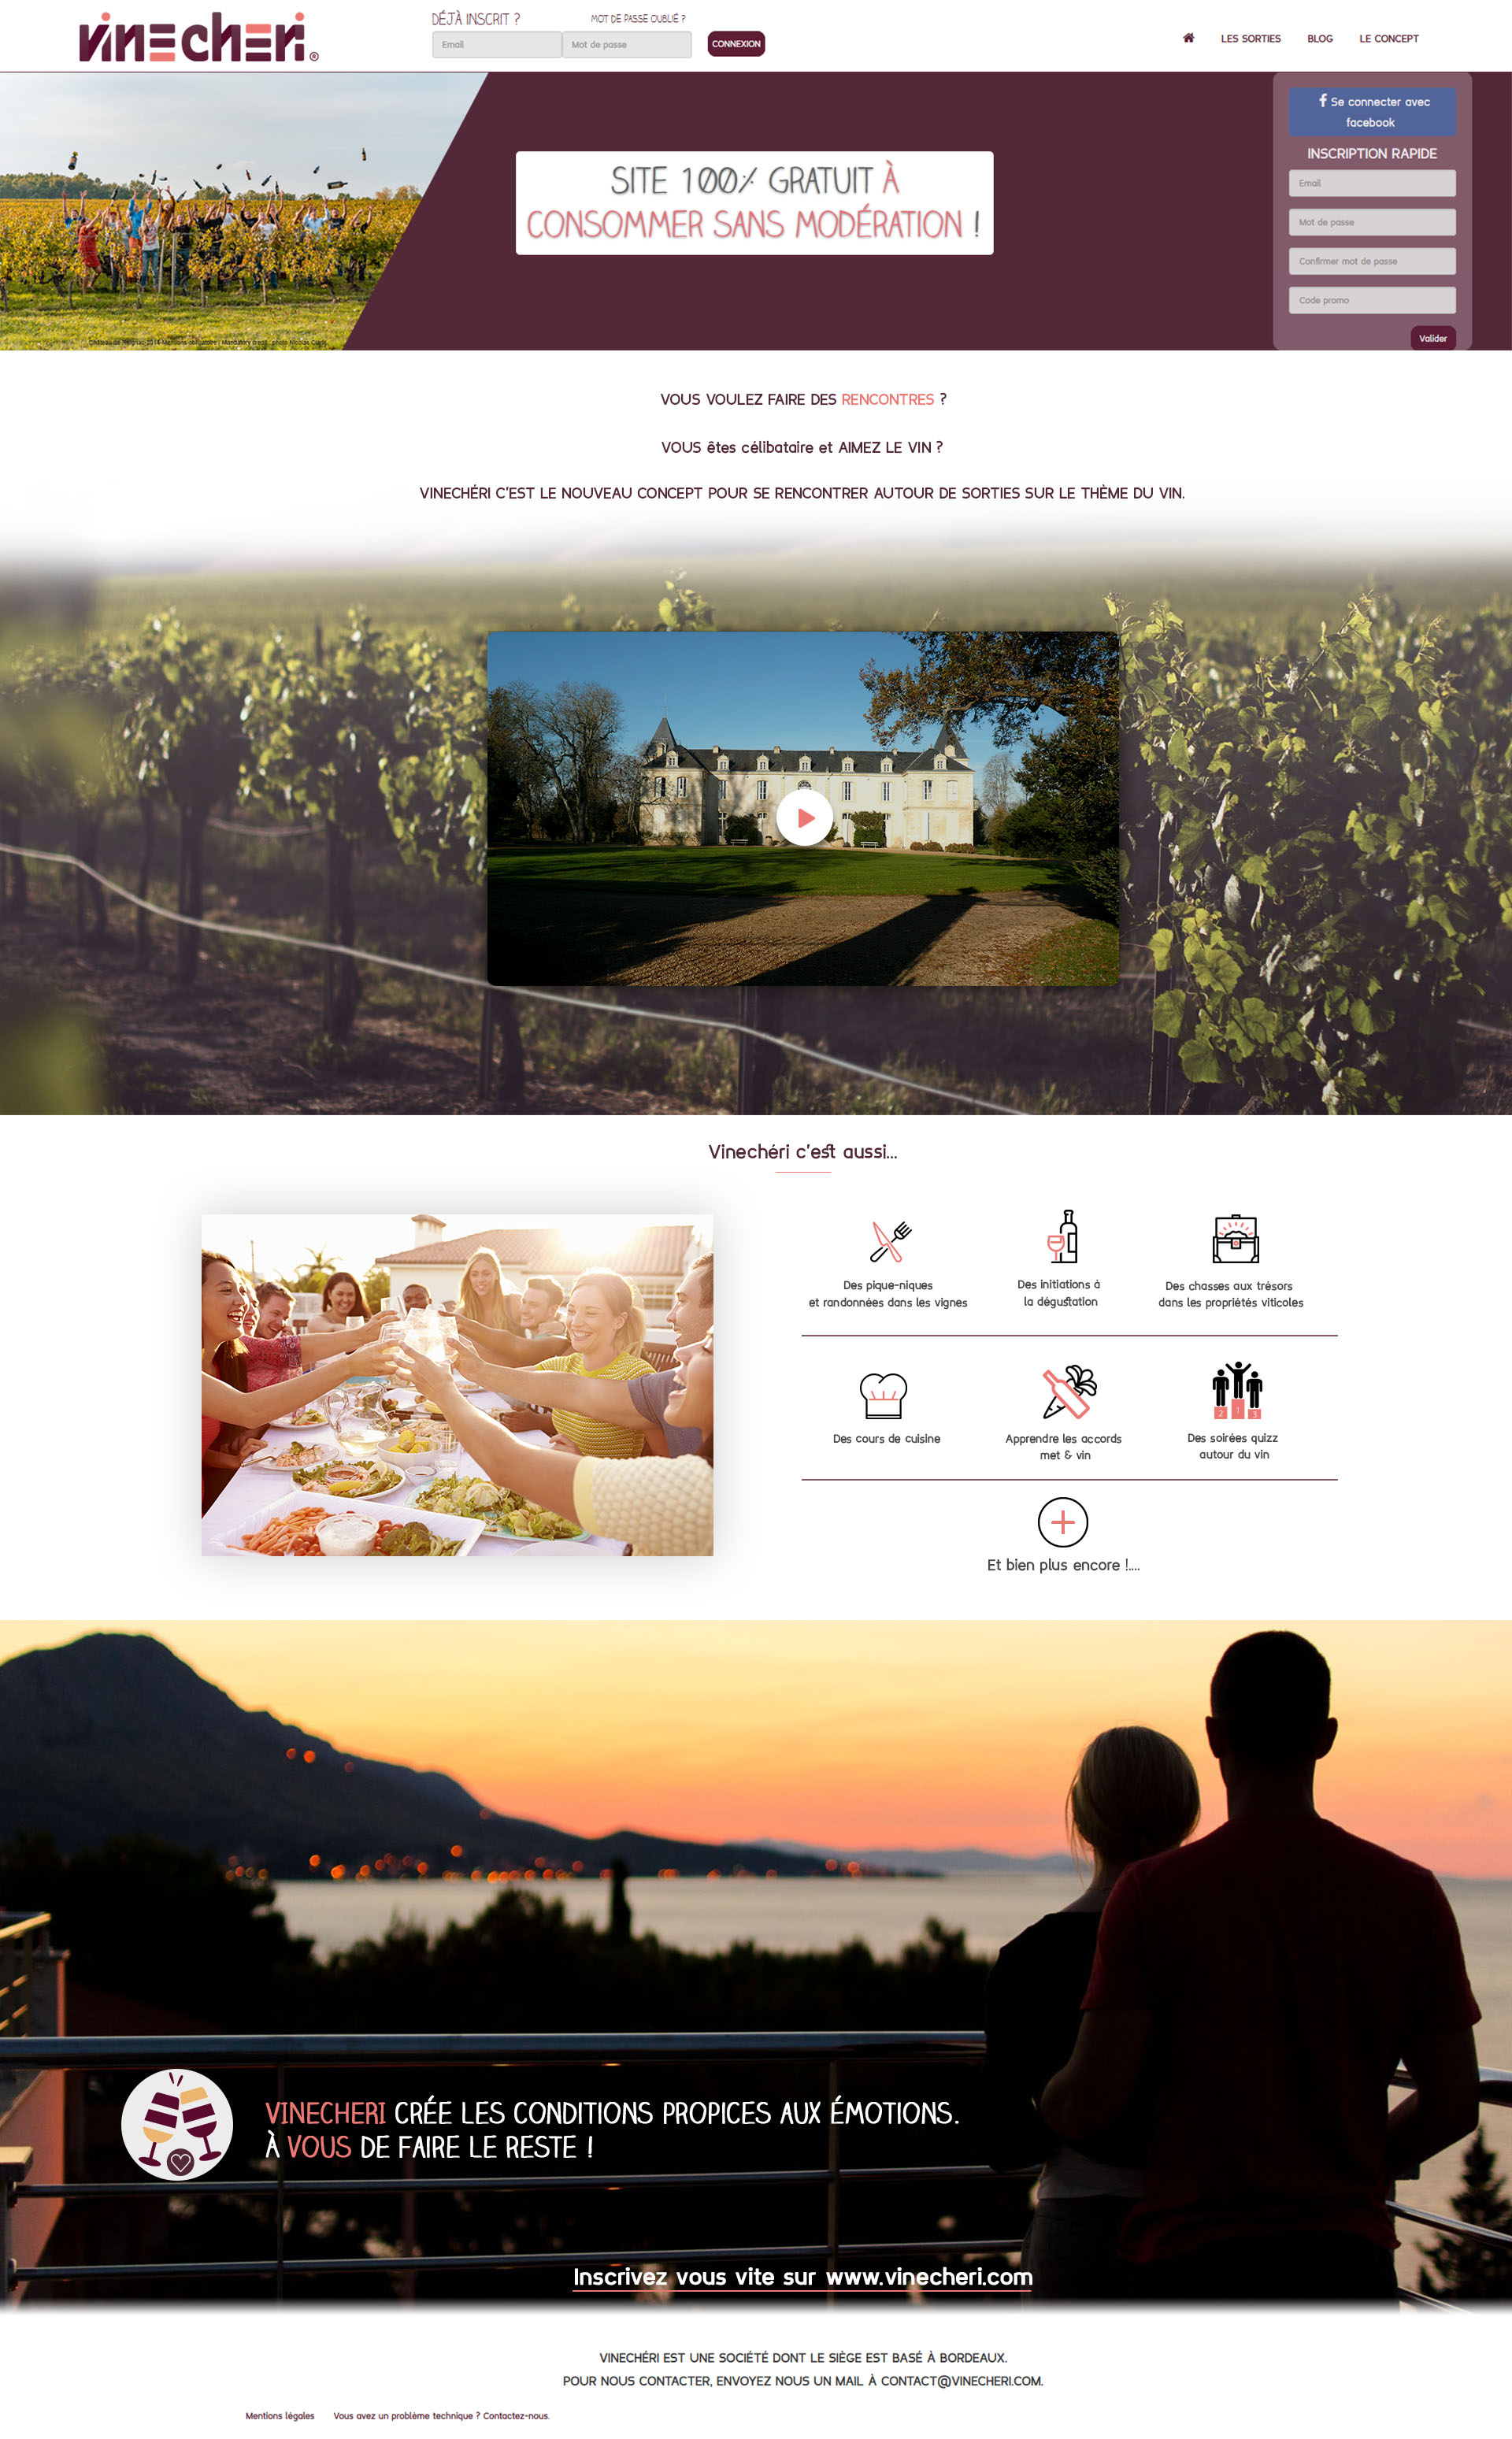 vinecheri®
DÉJÀ INSCRIT ?
MOT DE PASSE OUBLIÉ ?
Email
Mot de passe
CONNEXION
LES SORTIES
BLOG
LE CONCEPT
SITE 100% GRATUIT À
CONSOMMER SANS MODÉRATION !
f Se connecter avec
facebook
INSCRIPTION RAPIDE
Email
Mot de passe
Confirmer mot de passe
Code promo
Valider
VOUS VOULEZ FAIRE DES RENCONTRES ?
VOUS êtes célibataire et AIMEZ LE VIN ?
VINECHÉRI C'EST LE NOUVEAU CONCEPT POUR SE RENCONTRER AUTOUR DE SORTIES SUR LE THÈME DU VIN.
Vinechéri c'est aussi...
Des pique-niques
et randonnées dans les vignes
Des initiations à
la dégustation
Des chasses aux trésors
dans les propriétés viticoles
2 1 3
Des cours de cuisine
Apprendre les accords
met & vin
Des soirées quizz
autour du vin
Et bien plus encore !....
VINECHERI CRÉE LES CONDITIONS PROPICES AUX ÉMOTIONS.
À VOUS DE FAIRE LE RESTE !
Inscrivez vous vite sur www.vinecheri.com
VINECHÉRI EST UNE SOCIÉTÉ DONT LE SIÈGE EST BASÉ À BORDEAUX.
POUR NOUS CONTACTER, ENVOYEZ NOUS UN MAIL À CONTACT@VINECHERI.COM.
Mentions légales
Vous avez un problème technique ? Contactez-nous.